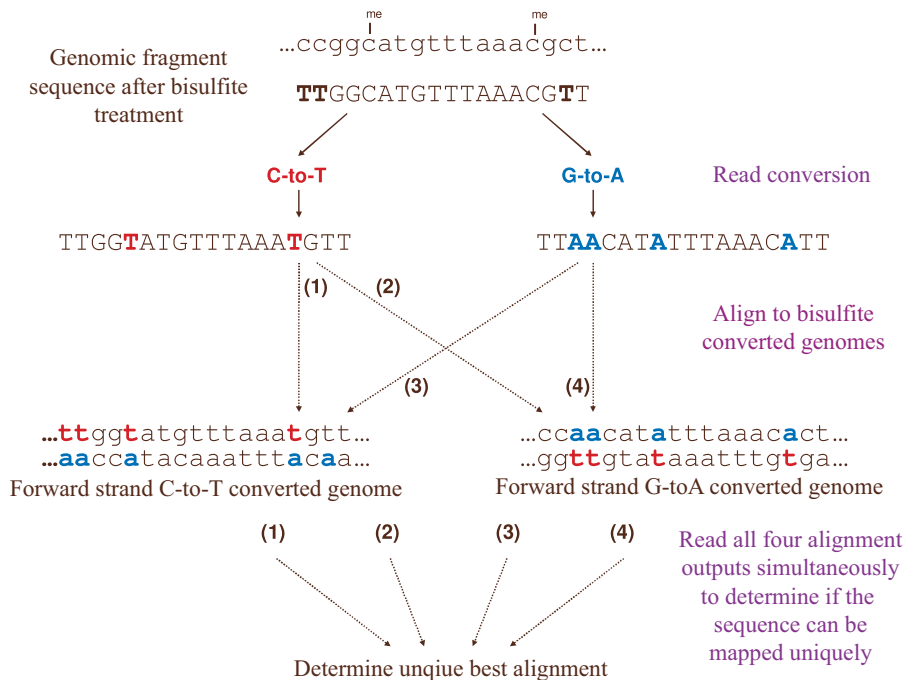 me me
...ccggcatgtttaaacgct...
Genomic fragment
sequence after bisulfite
treatment
TTGGCATGTTTAAACGTT
C-to-T G-to-A Read conversion
TTGGTATGTTTAAATGTT TTAACATATTTAAACATT
(1) (2)
Align to bisulfite
converted genomes
(3) (4)
...ttggtatgtttaaatgtt... ...ccaacatatttaaacact...
...aaccatacaaatttacaa... ...ggttgtataaatttgtga...
Forward strand C-to-T converted genome Forward strand G-toA converted genome
(1) (2) (3) (4)
Read all four alignment
outputs simultaneously
to determine if the
sequence can be
mapped uniquely
Determine unqiue best alignment